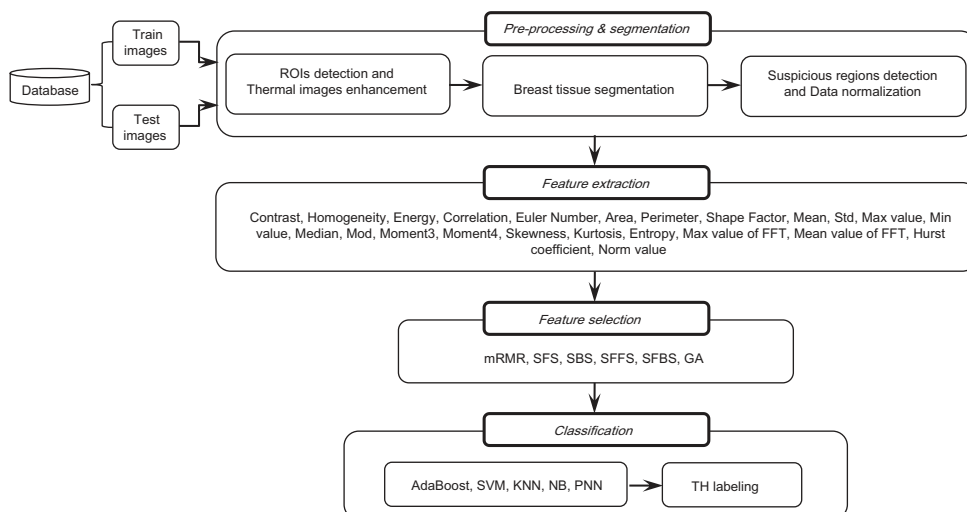 Train
images
Database
Test
images
Pre-processing & segmentation
ROIs detection and
Thermal images enhancement
Breast tissue segmentation
Suspicious regions detection
and Data normalization
Feature extraction
Contrast, Homogeneity, Energy, Correlation, Euler Number, Area, Perimeter, Shape Factor, Mean, Std, Max value, Min
value, Median, Mod, Moment3, Moment4, Skewness, Kurtosis, Entropy, Max value of FFT, Mean value of FFT, Hurst
coefficient, Norm value
Feature selection
mRMR, SFS, SBS, SFFS, SFBS, GA
Classification
AdaBoost, SVM, KNN, NB, PNN
TH labeling